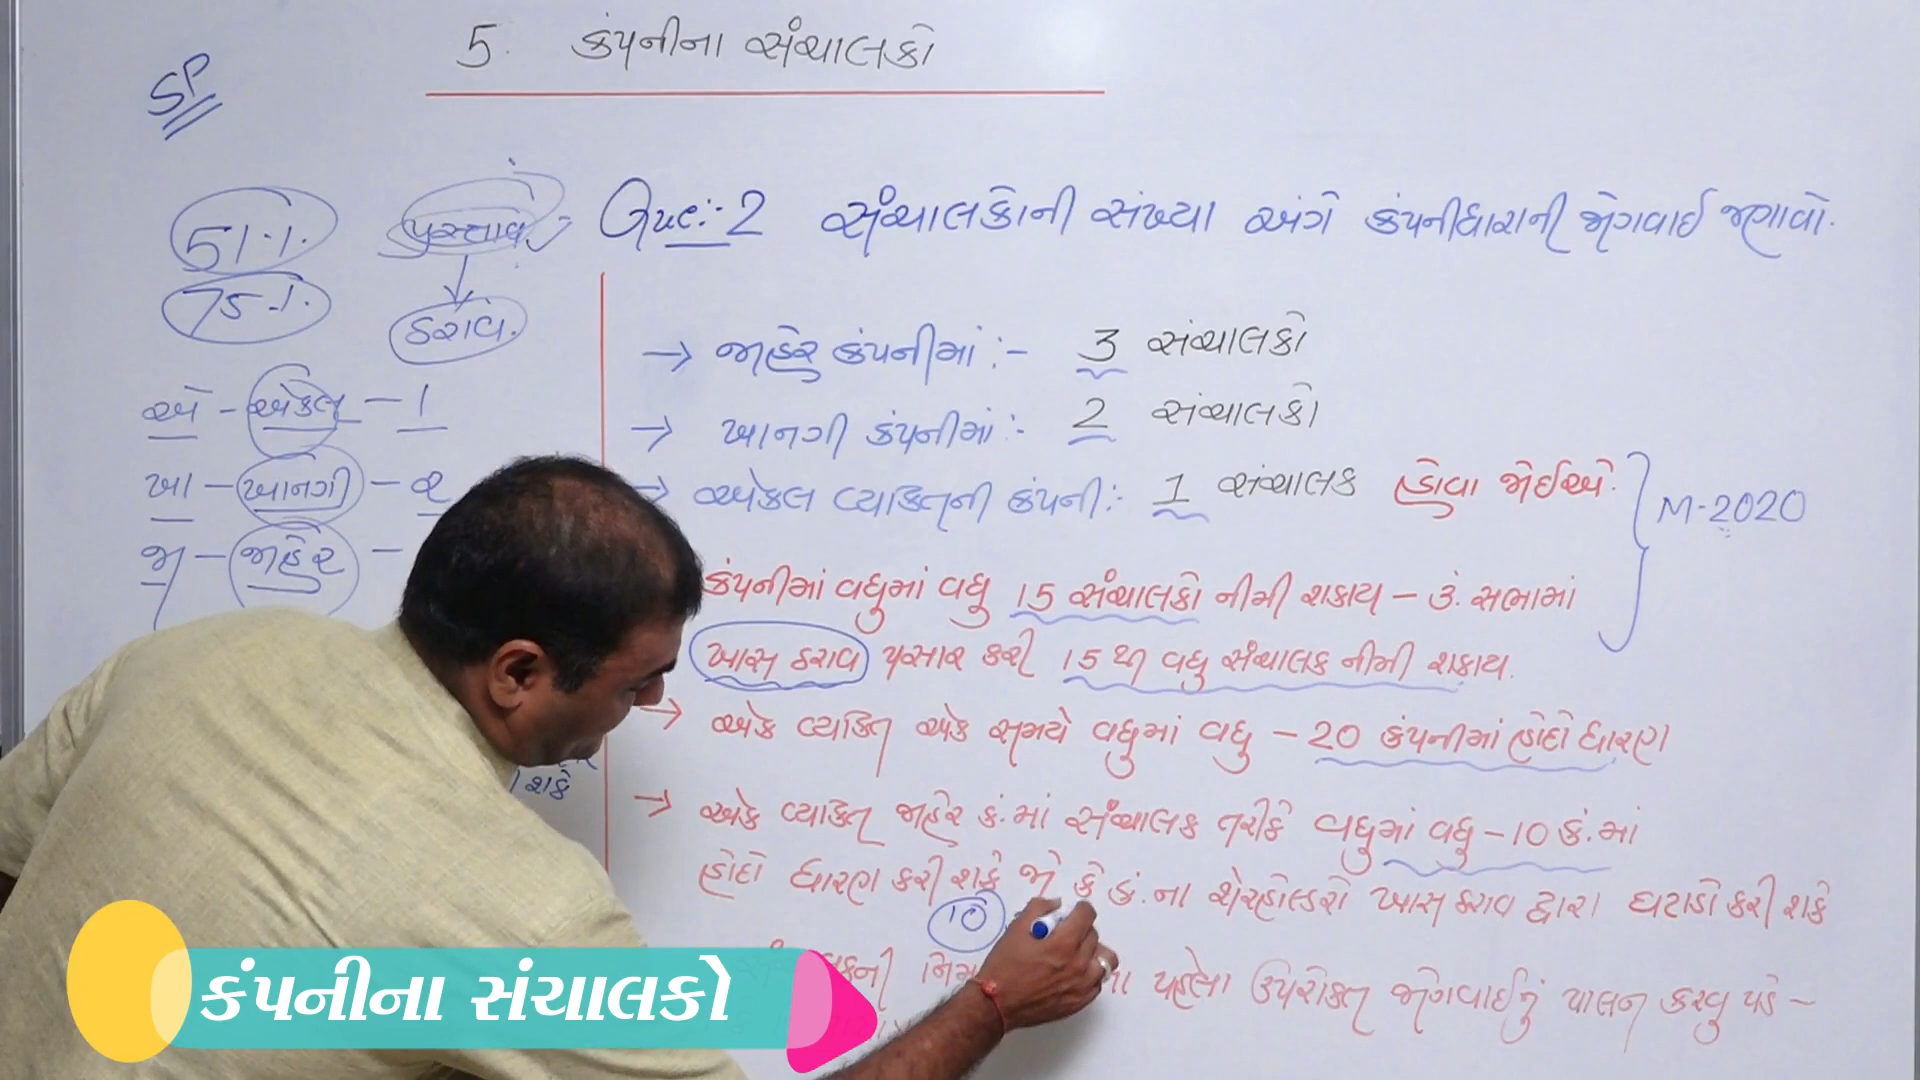 5. કંપનીના સંચાલકો
SP
51%
75%
પ્રસ્તાવ
ઠરાવ.
એ - એકલ - 1
ખા - ખાનગી - ૨
જા - જાહેર -
શકે
Que:-2 સંચાલકોની સંખ્યા અંગે કંપનીધારાની જોગવાઈ જણાવો.
→ જાહેર કંપનીમાં :- 3 સંચાલકો
→ ખાનગી કંપનીમાં :- 2 સંચાલકો
→ એકલ વ્યક્તિની કંપની :- 1 સંચાલક હોવા જોઈએ.
M-2020
કંપનીમાં વધુમાં વધુ 15 સંચાલકો નીમી શકાય - કં. સભામાં
ખાસ ઠરાવ પસાર કરી 15 થી વધુ સંચાલક નીમી શકાય.
→ એક વ્યક્તિ એક સમયે વધુમાં વધુ - 20 કંપનીમાં હોદ્દો ધારણ
→ એક વ્યક્તિ જાહેર કં.માં સંચાલક તરીકે વધુમાં વધુ - 10 કં.માં
હોદ્દો ધારણ કરી શકે જો કે કં.ના શેરહોલ્ડરો ખાસ ઠરાવ દ્વારા ઘટાડો કરી શકે
10
પહેલા ઉપરોક્ત જોગવાઈનું પાલન કરવુ પડે -
કંપનીના સંચાલકો